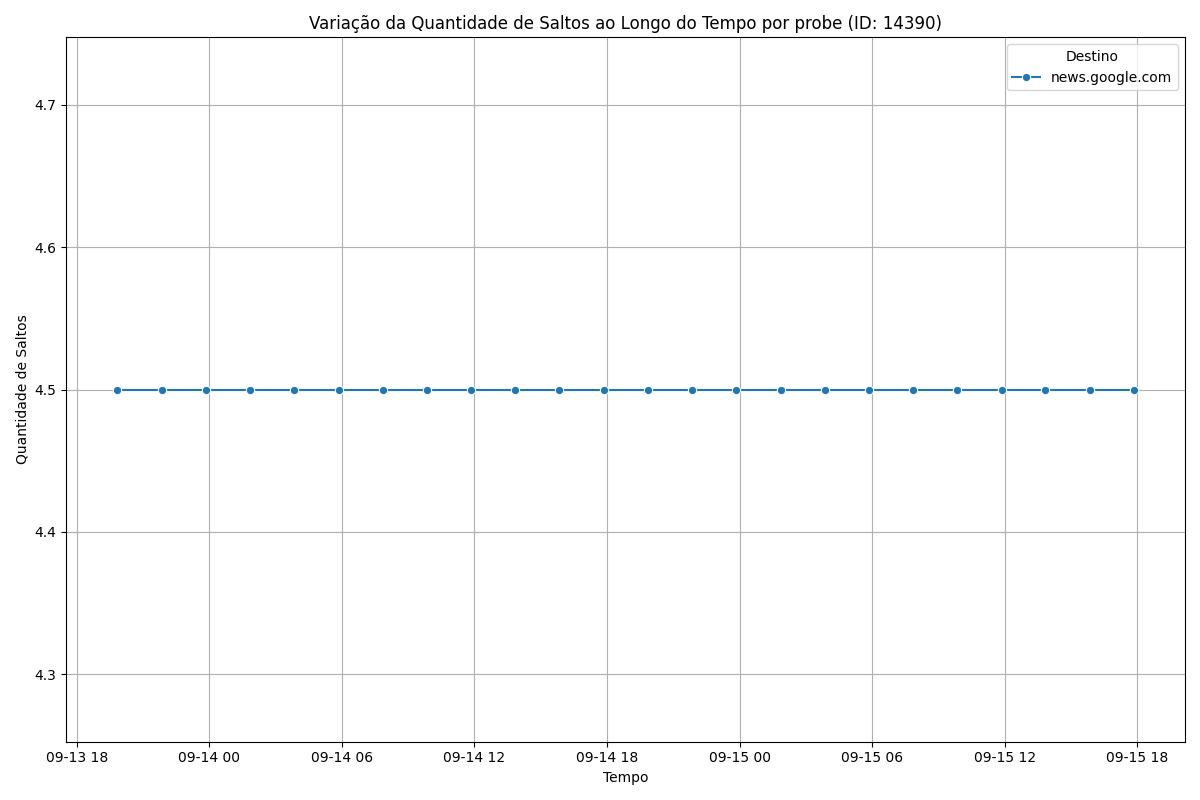 Variação da Quantidade de Saltos ao Longo do Tempo por probe (ID: 14390)
Destino
news.google.com
4.7
4.6
4.5
4.4
4.3
Quantidade de Saltos
09-13 18 09-14 00 09-14 06 09-14 12 09-14 18 09-15 00 09-15 06 09-15 12 09-15 18
Tempo